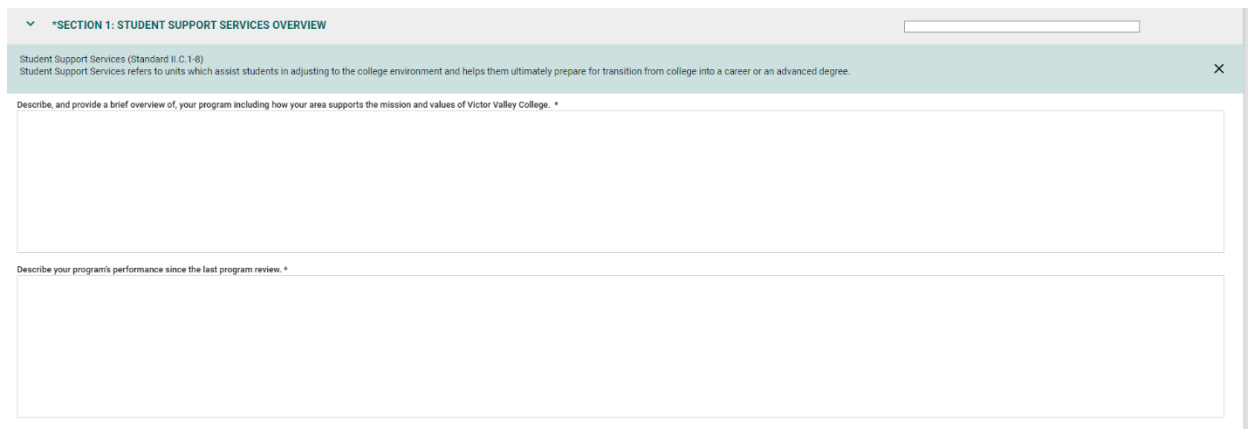 *SECTION 1: STUDENT SUPPORT SERVICES OVERVIEW
Student Support Services (Standard II.C.1-8)
Student Support Services refers to units which assist students in adjusting to the college environment and helps them ultimately prepare for transition from college into a career or an advanced degree.
Describe, and provide a brief overview of, your program including how your area supports the mission and values of Victor Valley College. *
Describe your program's performance since the last program review. *